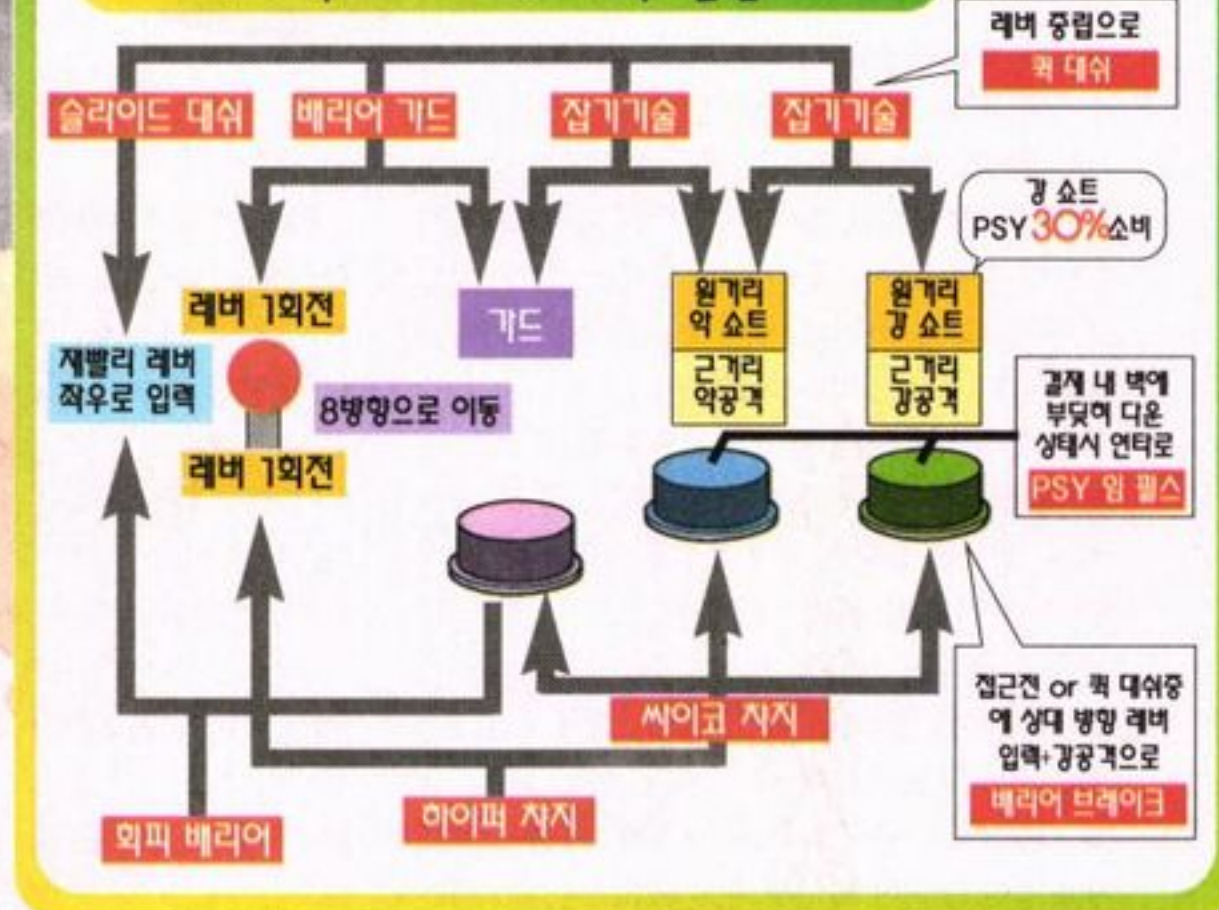 레버 중립으로
퀵 대쉬
슬라이드 대쉬
배리어 가드
잡기기술
잡기기술
강 쇼트
PSY 30%소비
레버 1회전
가드
원거리
약 쇼트
근거리
약공격
원거리
강 쇼트
근거리
강공격
재빨리 레버
좌우로 입력
8방향으로 이동
레버 1회전
결재 내 벽에
부딪혀 다운
상태시 연타로
PSY 임 펄스
접근전 or 퀵 대쉬중
에 상대 방향 레버
입력+강공격으로
배리어 브레이크
싸이코 차지
하이퍼 차지
회피 배리어